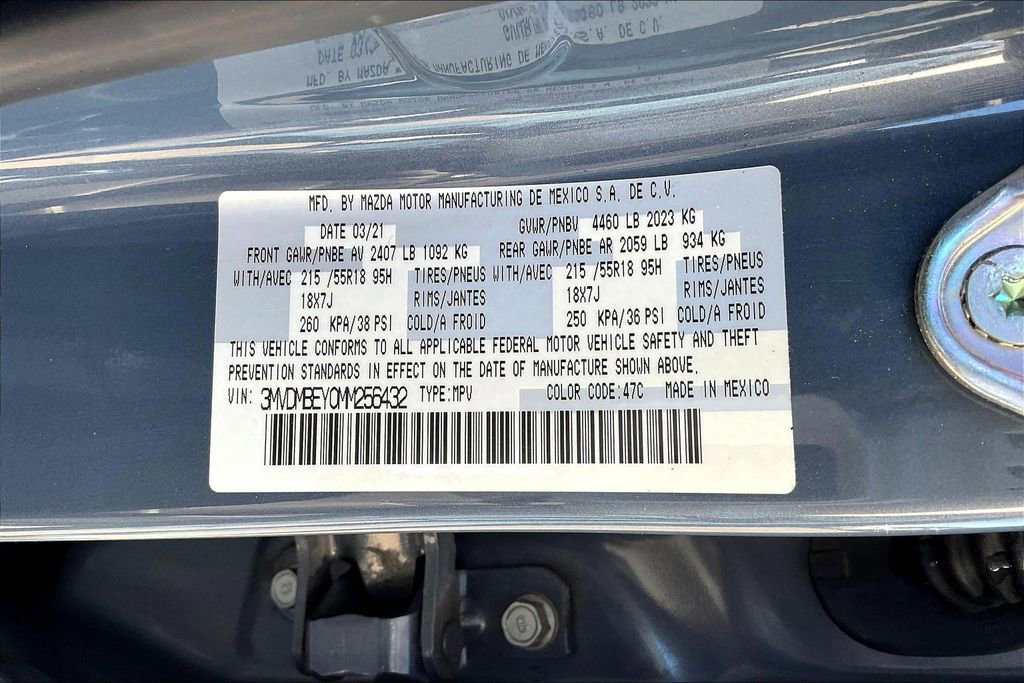 MFD. BY MAZDA MOTOR MANUFACTURING DE MEXICO S.A. DE C.V.
DATE 03/21 GVWR/PNBV 4460 LB 2023 KG
FRONT GAWR/PNBE AV 2407 LB 1092 KG REAR GAWR/PNBE AR 2059 LB 934 KG
WITH/AVEC 215 /55R18 95H TIRES/PNEUS WITH/AVEC 215 /55R18 95H TIRES/PNEUS
18X7J RIMS/JANTES 18X7J RIMS/JANTES
260 KPA/38 PSI COLD/A FROID 250 KPA/36 PSI COLD/A FROID
THIS VEHICLE CONFORMS TO ALL APPLICABLE FEDERAL MOTOR VEHICLE SAFETY AND THEFT
PREVENTION STANDARDS IN EFFECT ON THE DATE OF MANUFACTURE SHOWN ABOVE.
VIN: 3MVDMBEY0MM256432 TYPE:MPV COLOR CODE:47C MADE IN MEXICO